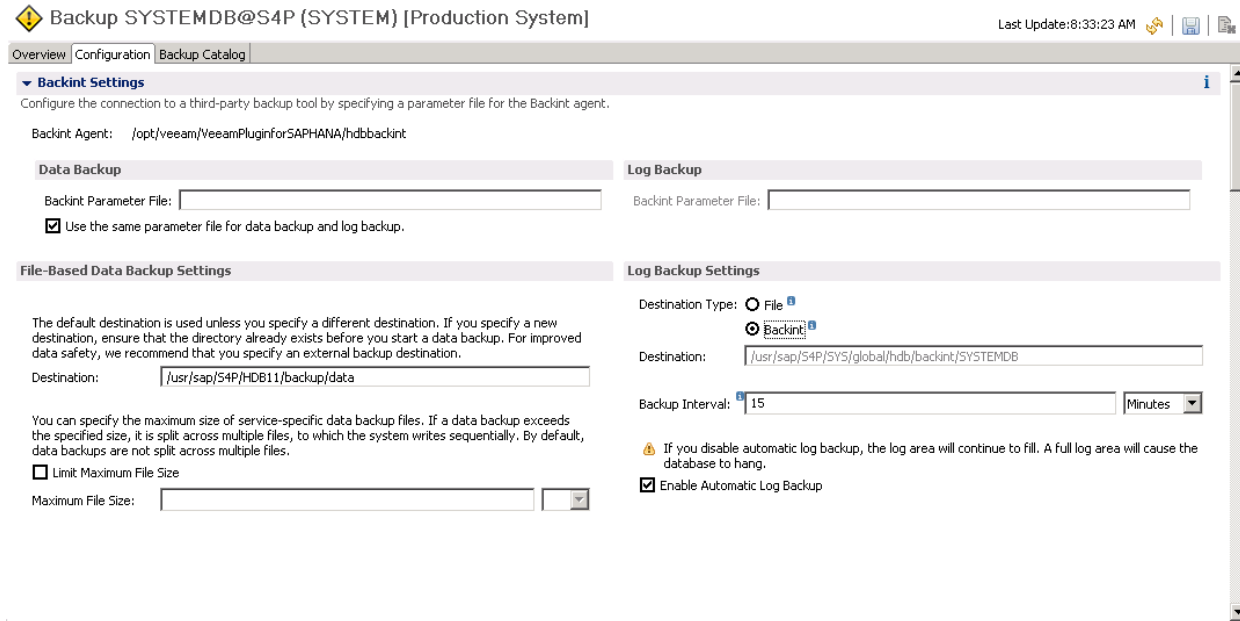 Backup SYSTEMDB@S4P (SYSTEM) [Production System]
Last Update:8:33:23 AM
Overview Configuration Backup Catalog
Backint Settings
Configure the connection to a third-party backup tool by specifying a parameter file for the Backint agent.
Backint Agent: /opt/veeam/VeeamPluginforSAPHANA/hdbbackint
Data Backup
Backint Parameter File:
Use the same parameter file for data backup and log backup.
Log Backup
Backint Parameter File:
File-Based Data Backup Settings
The default destination is used unless you specify a different destination. If you specify a new
destination, ensure that the directory already exists before you start a data backup. For improved
data safety, we recommend that you specify an external backup destination.
Destination: /usr/sap/S4P/HDB11/backup/data
You can specify the maximum size of service-specific data backup files. If a data backup exceeds
the specified size, it is split across multiple files, to which the system writes sequentially. By default,
data backups are not split across multiple files.
Limit Maximum File Size
Maximum File Size:
Log Backup Settings
Destination Type: File
Backint
Destination: /usr/sap/S4P/SYS/global/hdb/backint/SYSTEMDB
Backup Interval: 15 Minutes
If you disable automatic log backup, the log area will continue to fill. A full log area will cause the
database to hang.
Enable Automatic Log Backup